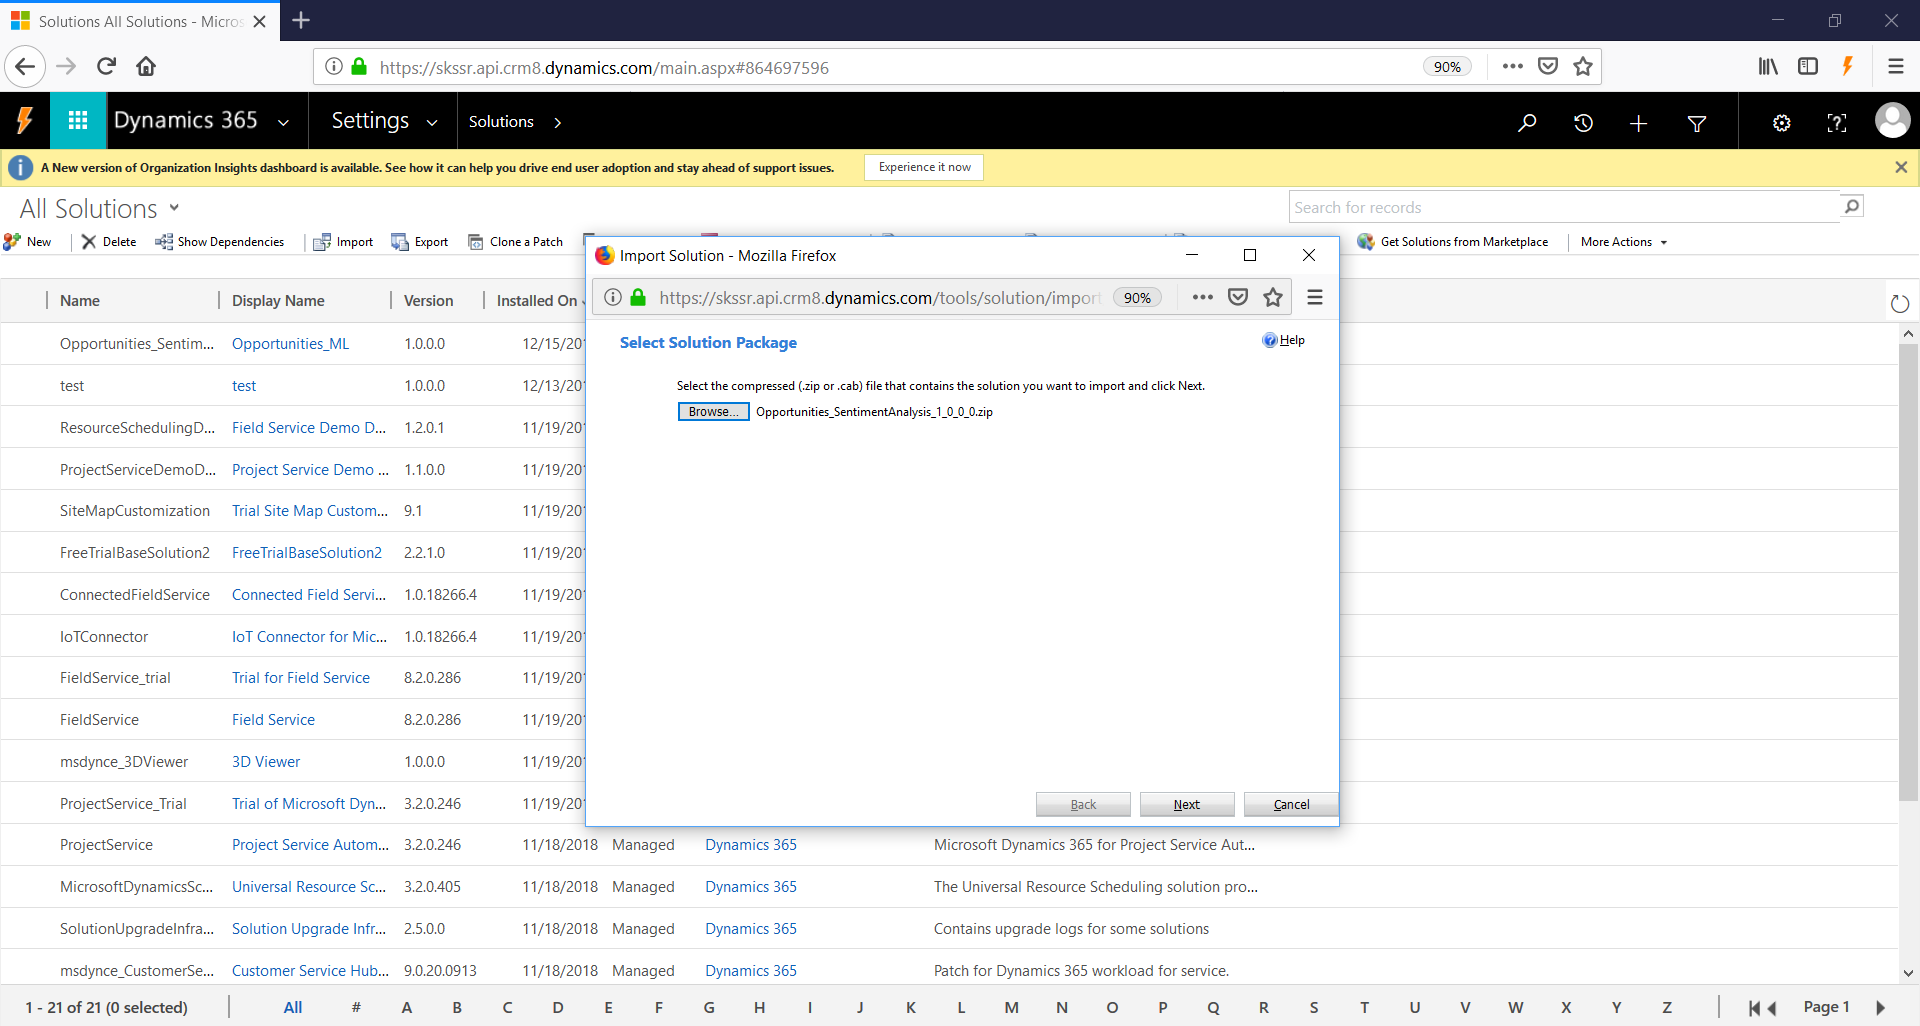 Solutions All Solutions - Micros
https://skssr.api.crm8.dynamics.com/main.aspx#864697596
90%
Dynamics 365
Settings
Solutions
A New version of Organization Insights dashboard is available. See how it can help you drive end user adoption and stay ahead of support issues.
Experience it now
All Solutions
Search for records
New
Delete
Show Dependencies
Import
Export
Clone a Patch
Get Solutions from Marketplace
More Actions
Import Solution - Mozilla Firefox
https://skssr.api.crm8.dynamics.com/tools/solution/import
90%
Select Solution Package
Help
Select the compressed (.zip or .cab) file that contains the solution you want to import and click Next.
Browse... Opportunities_SentimentAnalysis_1_0_0_0.zip
Back
Next
Cancel
Name Display Name Version Installed On
Opportunities_Sentim... Opportunities_ML 1.0.0.0 12/15/201
test test 1.0.0.0 12/13/201
ResourceSchedulingD... Field Service Demo D... 1.2.0.1 11/19/201
ProjectServiceDemoD... Project Service Demo ... 1.1.0.0 11/19/201
SiteMapCustomization Trial Site Map Custom... 9.1 11/19/201
FreeTrialBaseSolution2 FreeTrialBaseSolution2 2.2.1.0 11/19/201
ConnectedFieldService Connected Field Servi... 1.0.18266.4 11/19/201
IoTConnector IoT Connector for Mic... 1.0.18266.4 11/19/201
FieldService_trial Trial for Field Service 8.2.0.286 11/19/201
FieldService Field Service 8.2.0.286 11/19/201
msdynce_3DViewer 3D Viewer 1.0.0.0 11/19/201
ProjectService_Trial Trial of Microsoft Dyn... 3.2.0.246 11/19/201
ProjectService Project Service Autom... 3.2.0.246 11/18/2018 Managed Dynamics 365 Microsoft Dynamics 365 for Project Service Aut...
MicrosoftDynamicsSc... Universal Resource Sc... 3.2.0.405 11/18/2018 Managed Dynamics 365 The Universal Resource Scheduling solution pro...
SolutionUpgradeInfra... Solution Upgrade Infr... 2.5.0.0 11/18/2018 Managed Dynamics 365 Contains upgrade logs for some solutions
msdynce_CustomerSe... Customer Service Hub... 9.0.20.0913 11/18/2018 Managed Dynamics 365 Patch for Dynamics 365 workload for service.
1 - 21 of 21 (0 selected) All # A B C D E F G H I J K L M N O P Q R S T U V W X Y Z Page 1